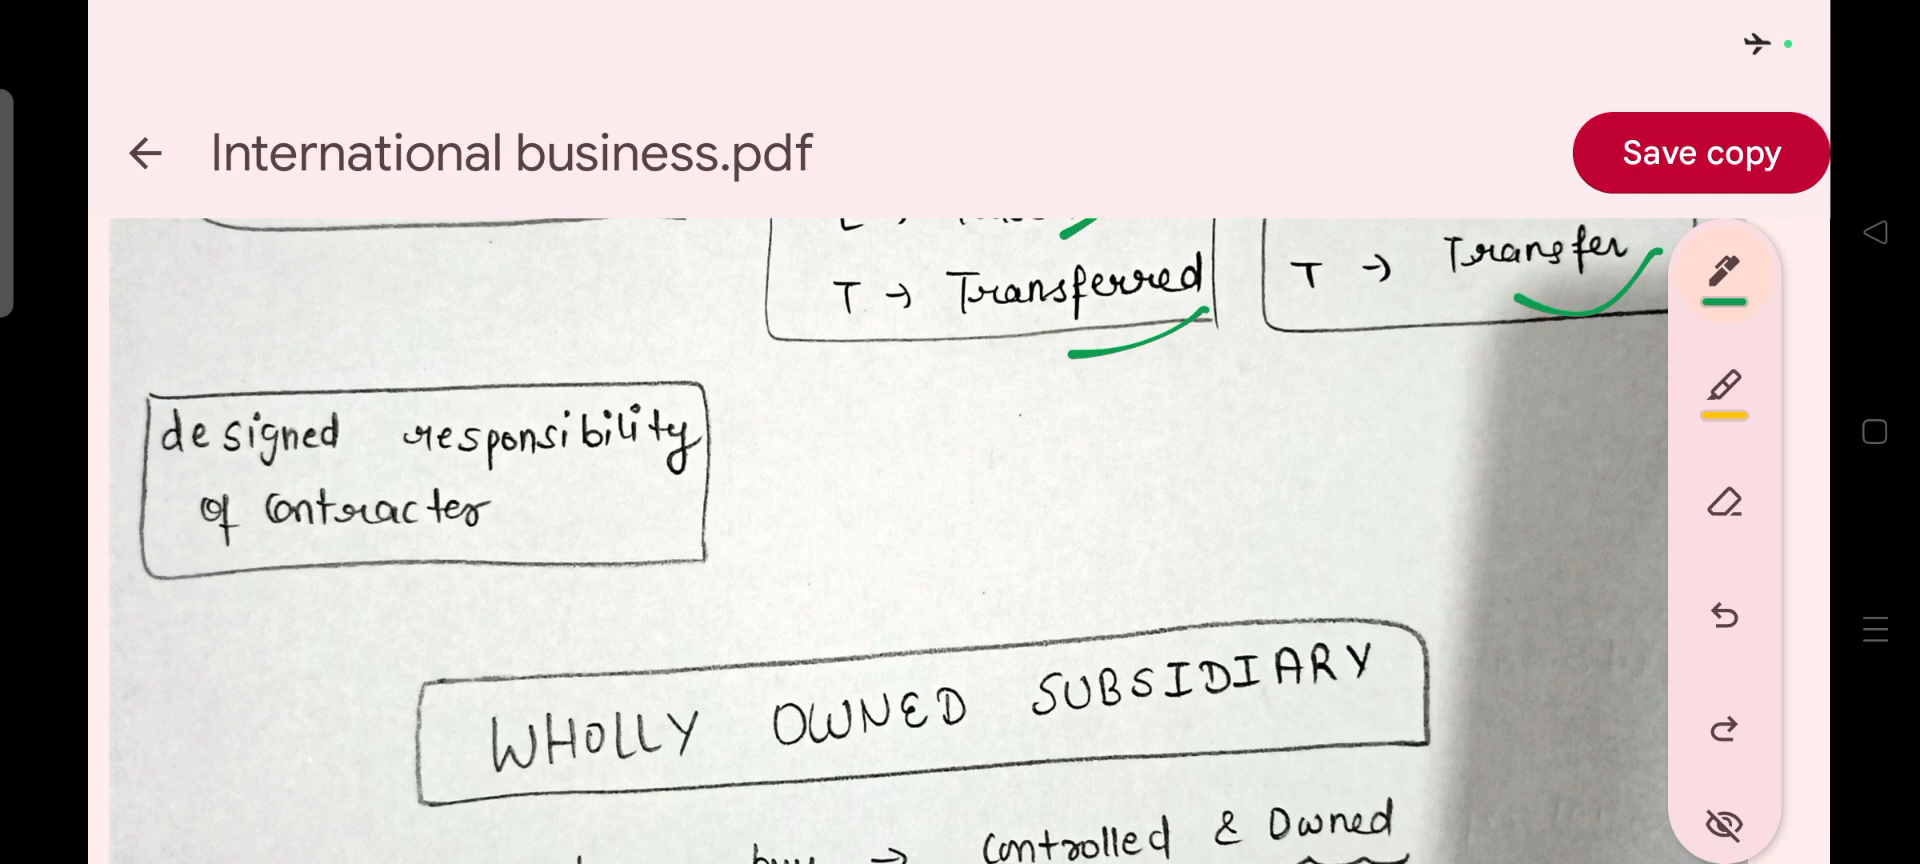 International business.pdf
Save copy
T → Transferred
T → Transfer
designed responsibility
of contracter
WHOLLY OWNED SUBSIDIARY
→ Controlled & Owned